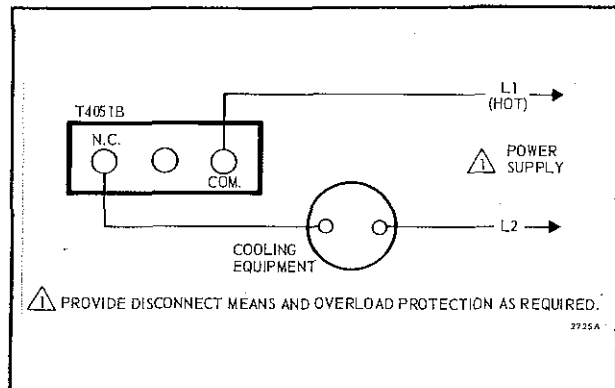 L1
(HOT)
T4051B
N.C.
COM.
1 POWER
SUPPLY
L2
COOLING
EQUIPMENT
1 PROVIDE DISCONNECT MEANS AND OVERLOAD PROTECTION AS REQUIRED.
2725A